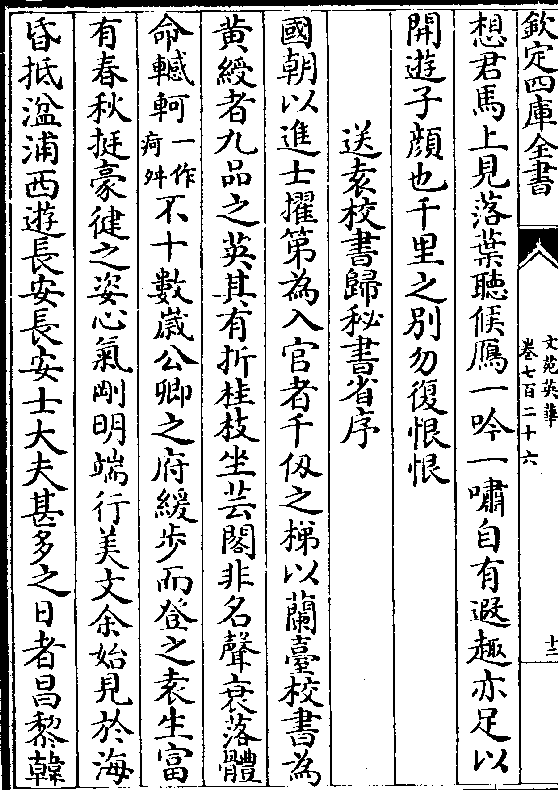 欽定四庫全書
文苑英華
卷七百二十六
十三
想君馬上見落葉聽候鴈一吟一嘯自有遐趣亦足以
開遊子顔也千里之别勿復恨恨
送袁校書歸秘書省序
國朝以進士擢第為入官者千仭之梯以蘭臺校書為
黄綬者九品之英其有折桂枝坐芸閣非名聲衰落體
命轗軻一作疴舛不十數嵗公卿之府緩步而登之袁生富
有春秋挺豪健之姿心氣剛明端行美文余始見於海
昏抵湓浦西遊長安長安士大夫甚多之日者昌黎韓